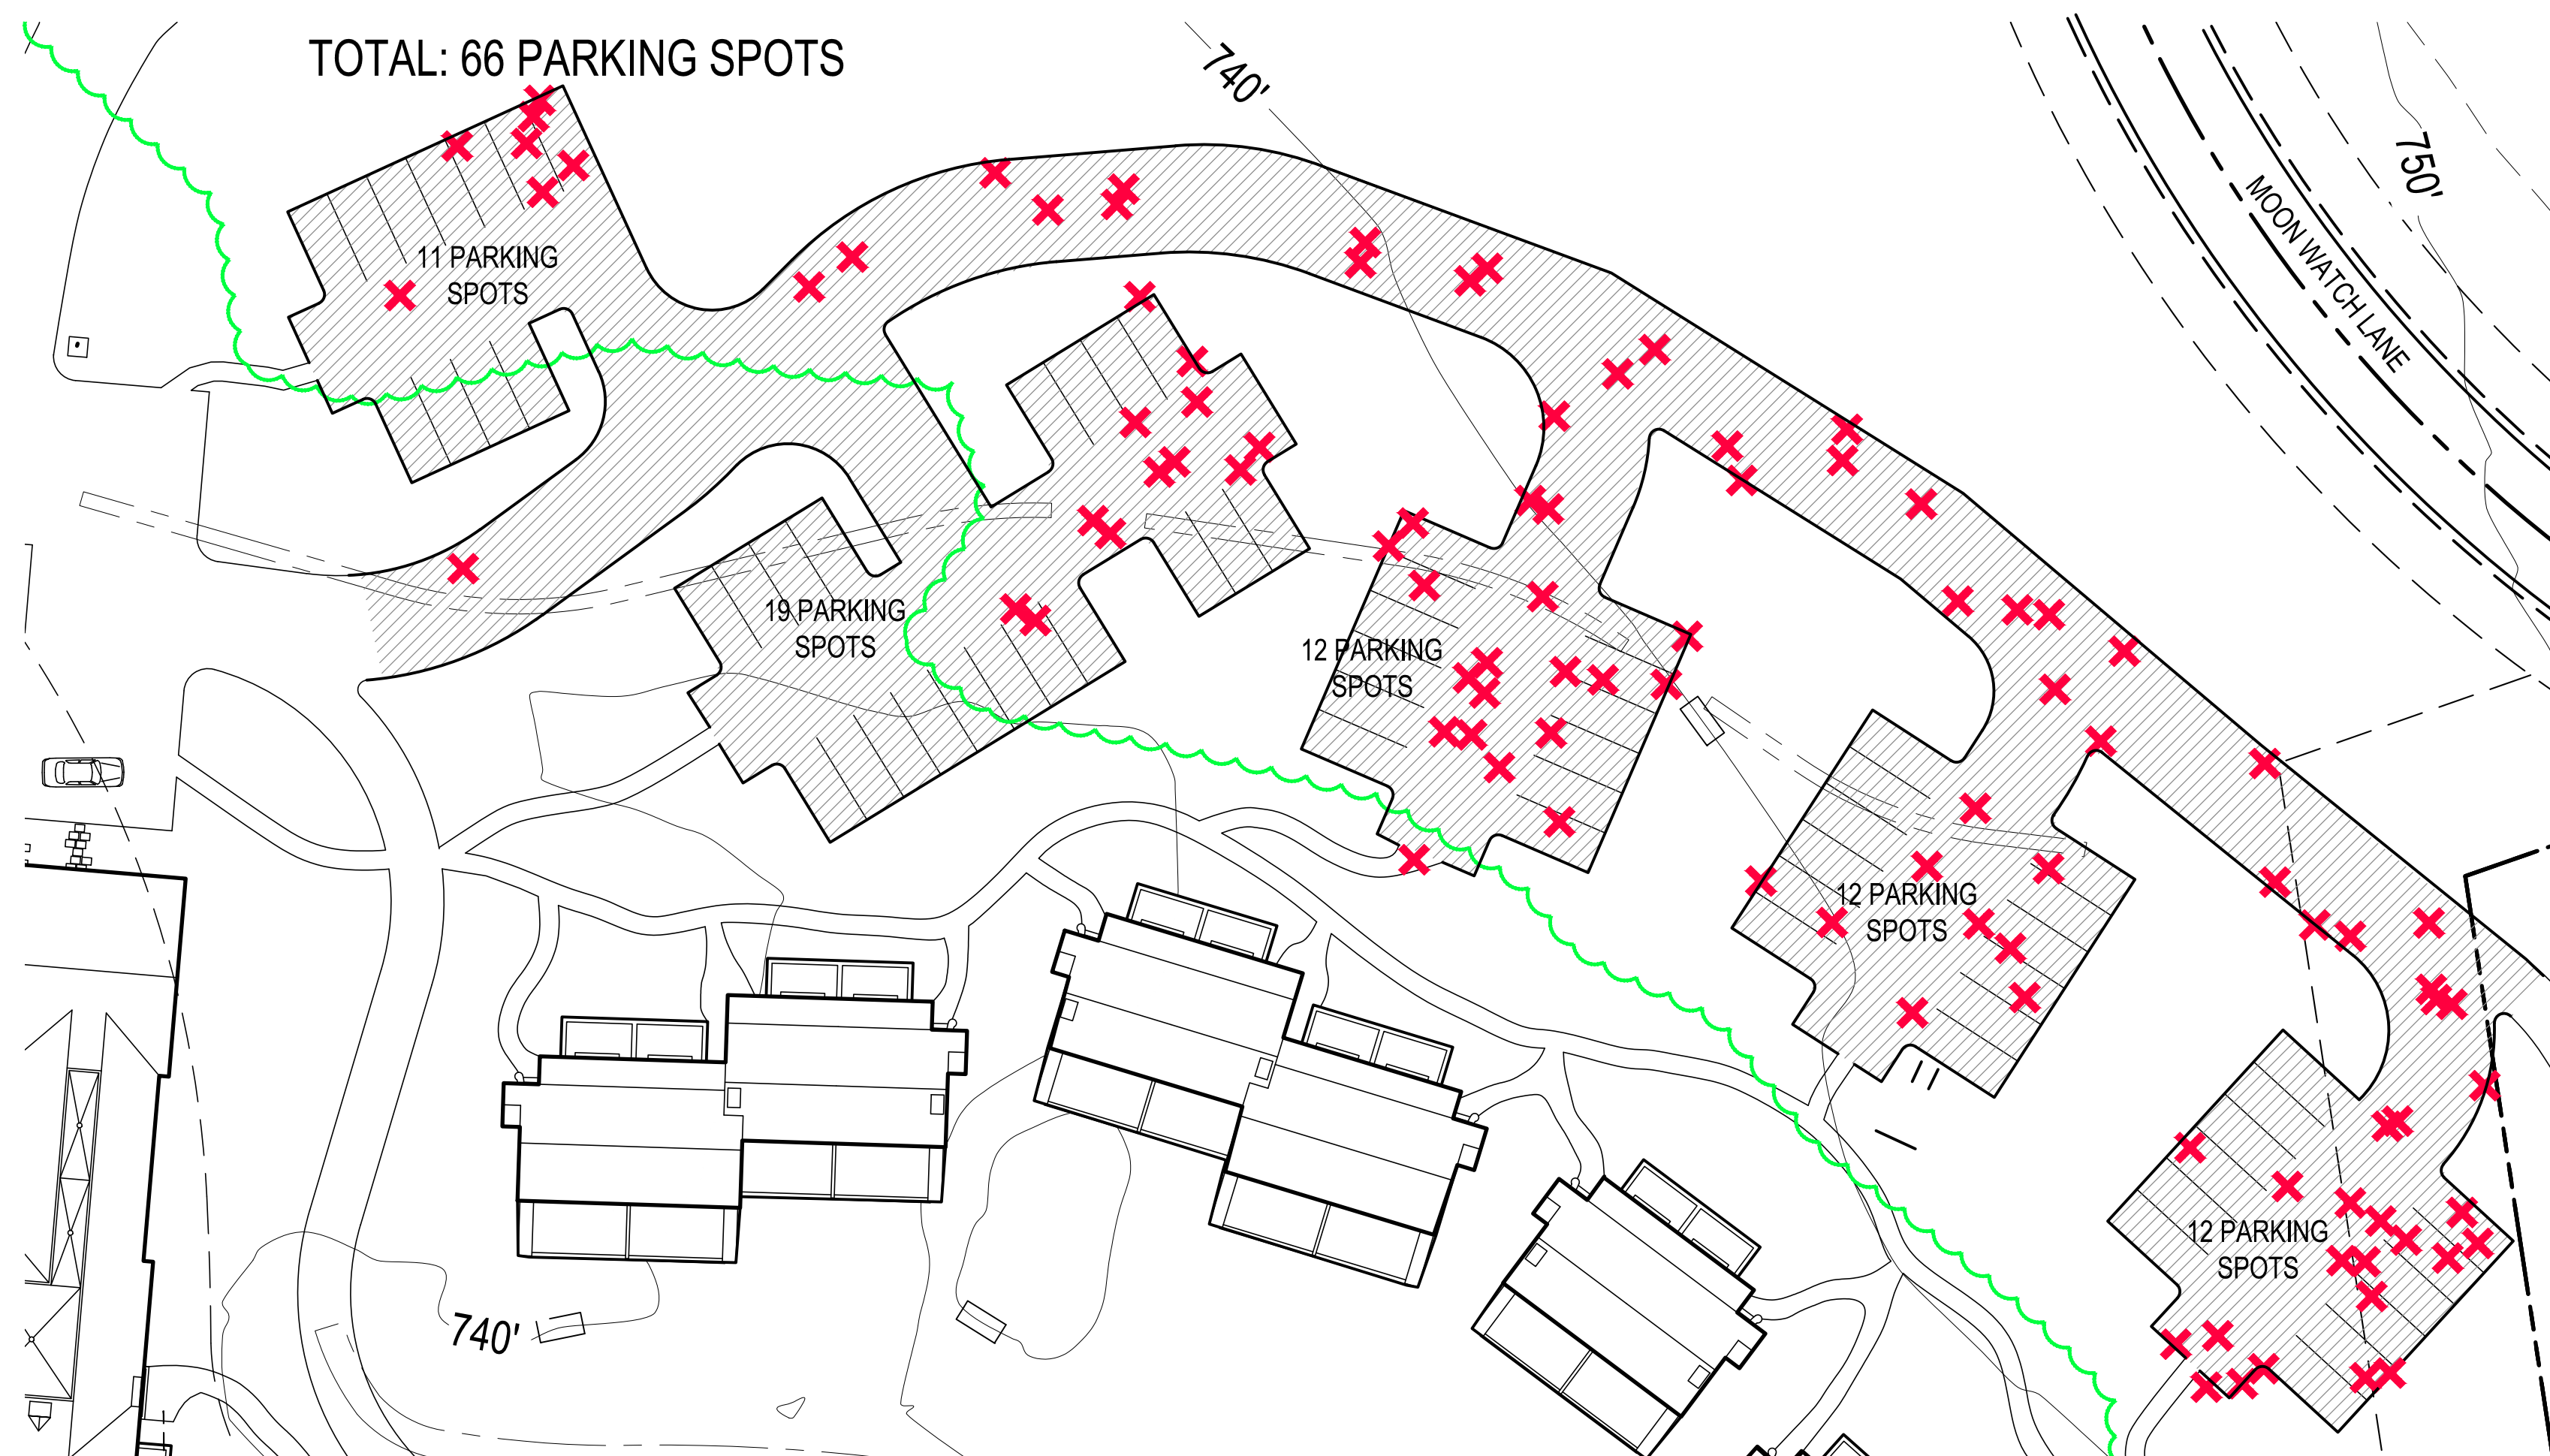 TOTAL: 66 PARKING SPOTS
740'
750'
MOON WATCH LANE
11 PARKING
SPOTS
19 PARKING
SPOTS
12 PARKING
SPOTS
12 PARKING
SPOTS
12 PARKING
SPOTS
740'